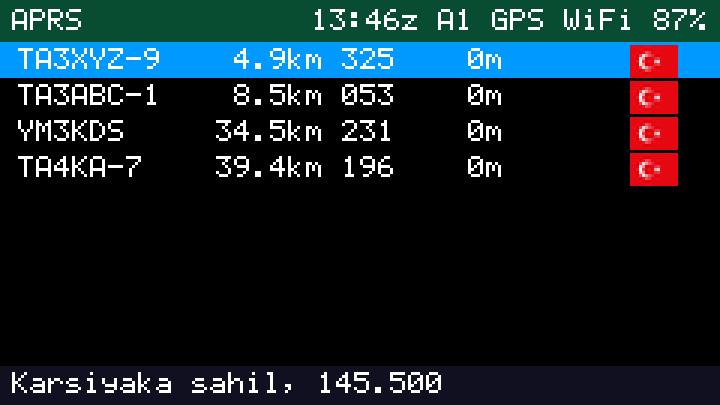 APRS 13:46z A1 GPS WiFi 87%
TA3XYZ-9 4.9km 325 0m
TA3ABC-1 8.5km 053 0m
YM3KDS 34.5km 231 0m
TA4KA-7 39.4km 196 0m
Karsiyaka sahil, 145.500